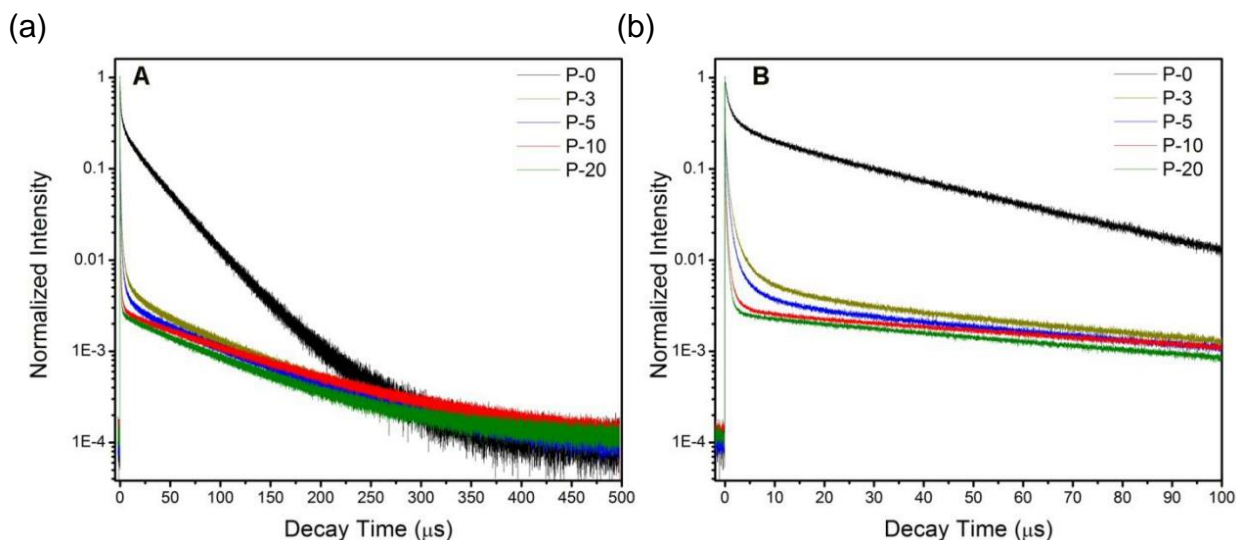 (a)
A
P-0
P-3
P-5
P-10
P-20
1
0.1
0.01
1E-3
1E-4
Normalized Intensity
0 50 100 150 200 250 300 350 400 450 500
Decay Time (μs)
(b)
B
P-0
P-3
P-5
P-10
P-20
1
0.1
0.01
1E-3
1E-4
Normalized Intensity
0 10 20 30 40 50 60 70 80 90 100
Decay Time (μs)